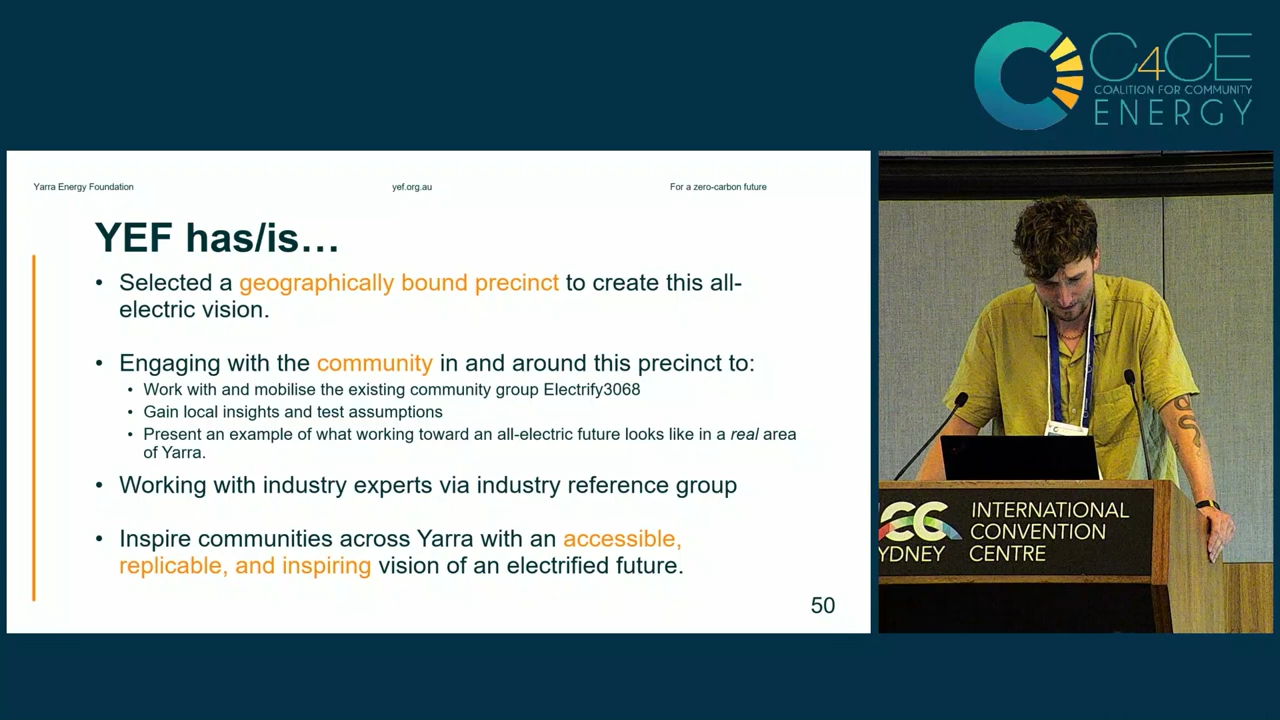 C4CE
COALITION FOR COMMUNITY
ENERGY
Yarra Energy Foundation
yef.org.au
For a zero-carbon future
YEF has/is…
• Selected a geographically bound precinct to create this all-
electric vision.
• Engaging with the community in and around this precinct to:
• Work with and mobilise the existing community group Electrify3068
• Gain local insights and test assumptions
• Present an example of what working toward an all-electric future looks like in a real area
of Yarra.
• Working with industry experts via industry reference group
• Inspire communities across Yarra with an accessible,
replicable, and inspiring vision of an electrified future.
50
ICC
YDNEY
INTERNATIONAL
CONVENTION
CENTRE